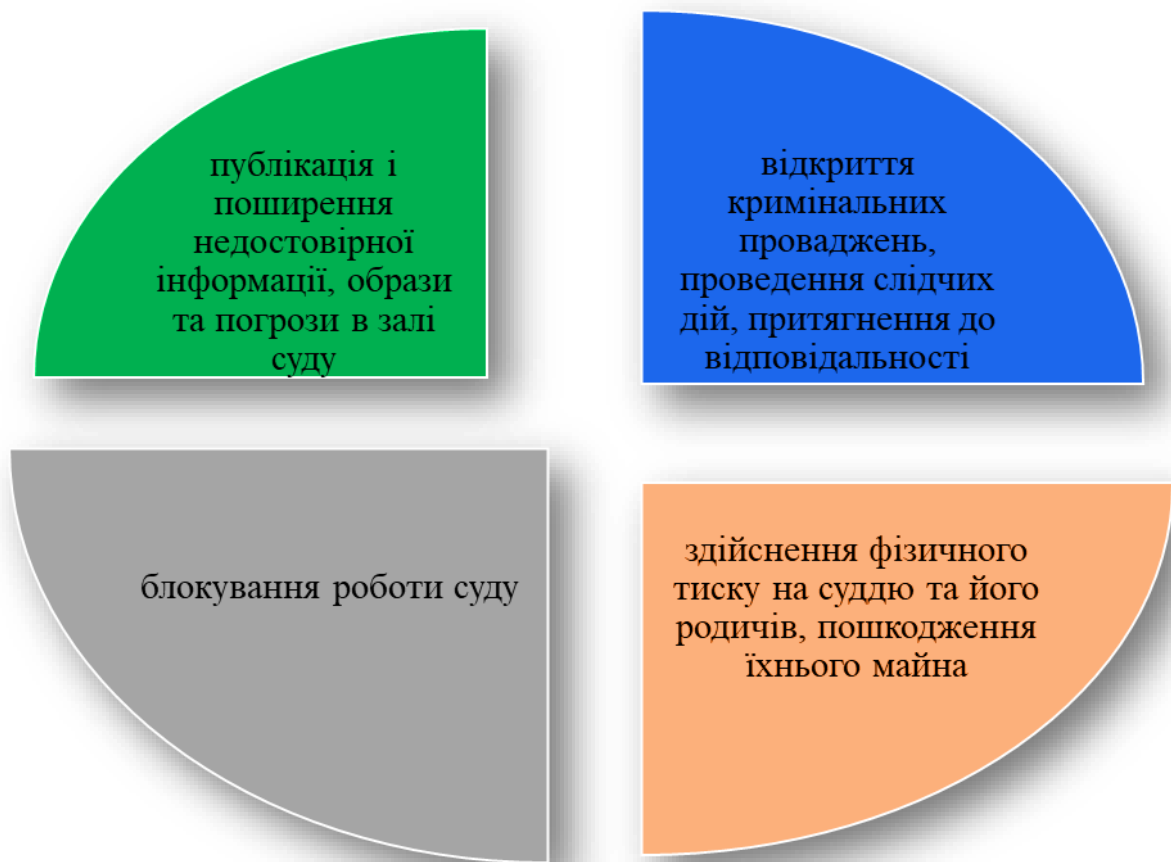 публікація і
поширення
недостовірної
інформації, образи
та погрози в залі
суду
відкриття
кримінальних
проваджень,
проведення слідчих
дій, притягнення до
відповідальності
блокування роботи суду
здійснення фізичного
тиску на суддю та його
родичів, пошкодження
їхнього майна